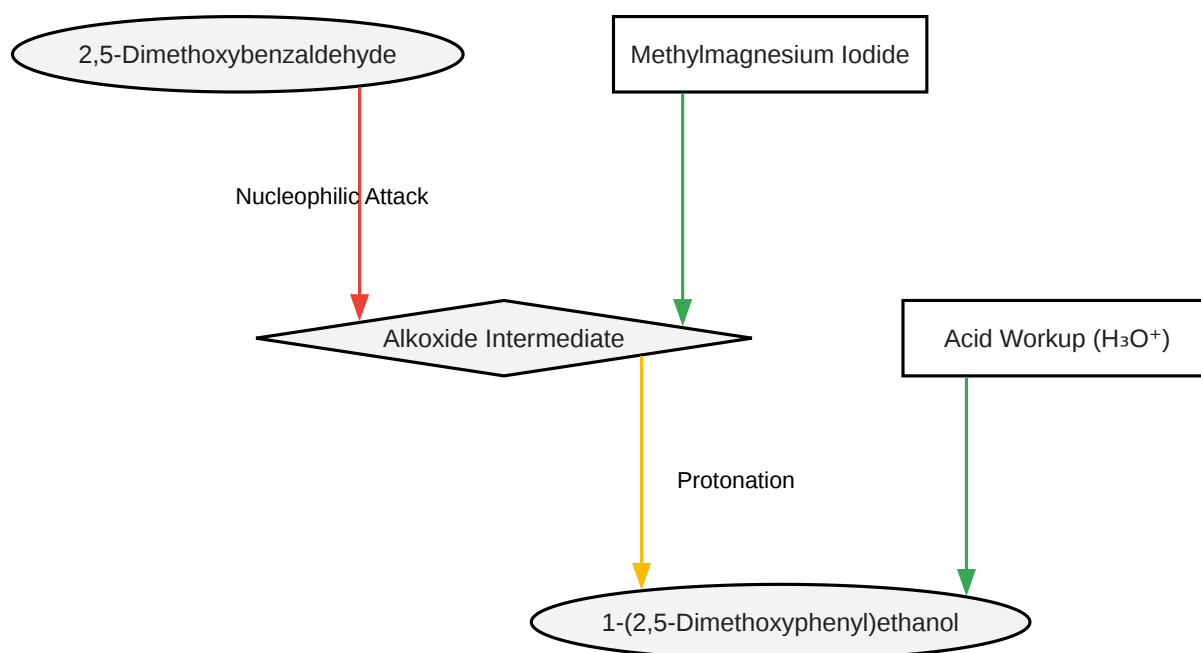 2,5-Dimethoxybenzaldehyde
Methylmagnesium Iodide
Nucleophilic Attack
Alkoxide Intermediate
Acid Workup (H₃O⁺)
Protonation
1-(2,5-Dimethoxyphenyl)ethanol